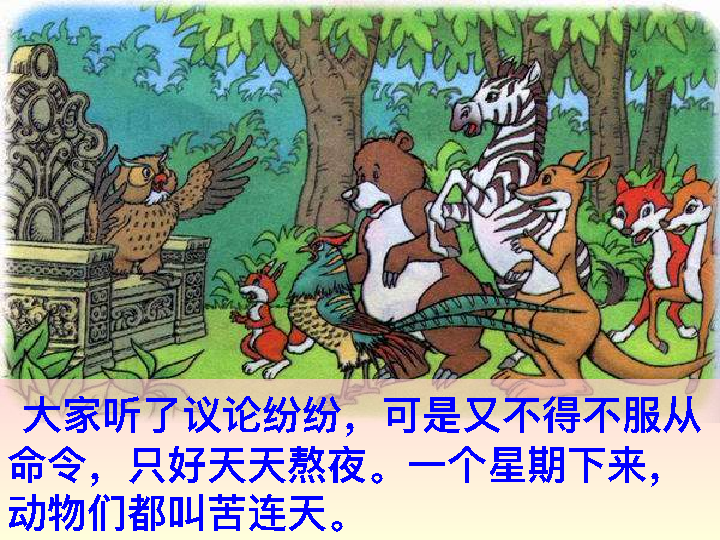 大家听了议论纷纷，可是又不得不服从
命令，只好天天熬夜。一个星期下来，
动物们都叫苦连天。